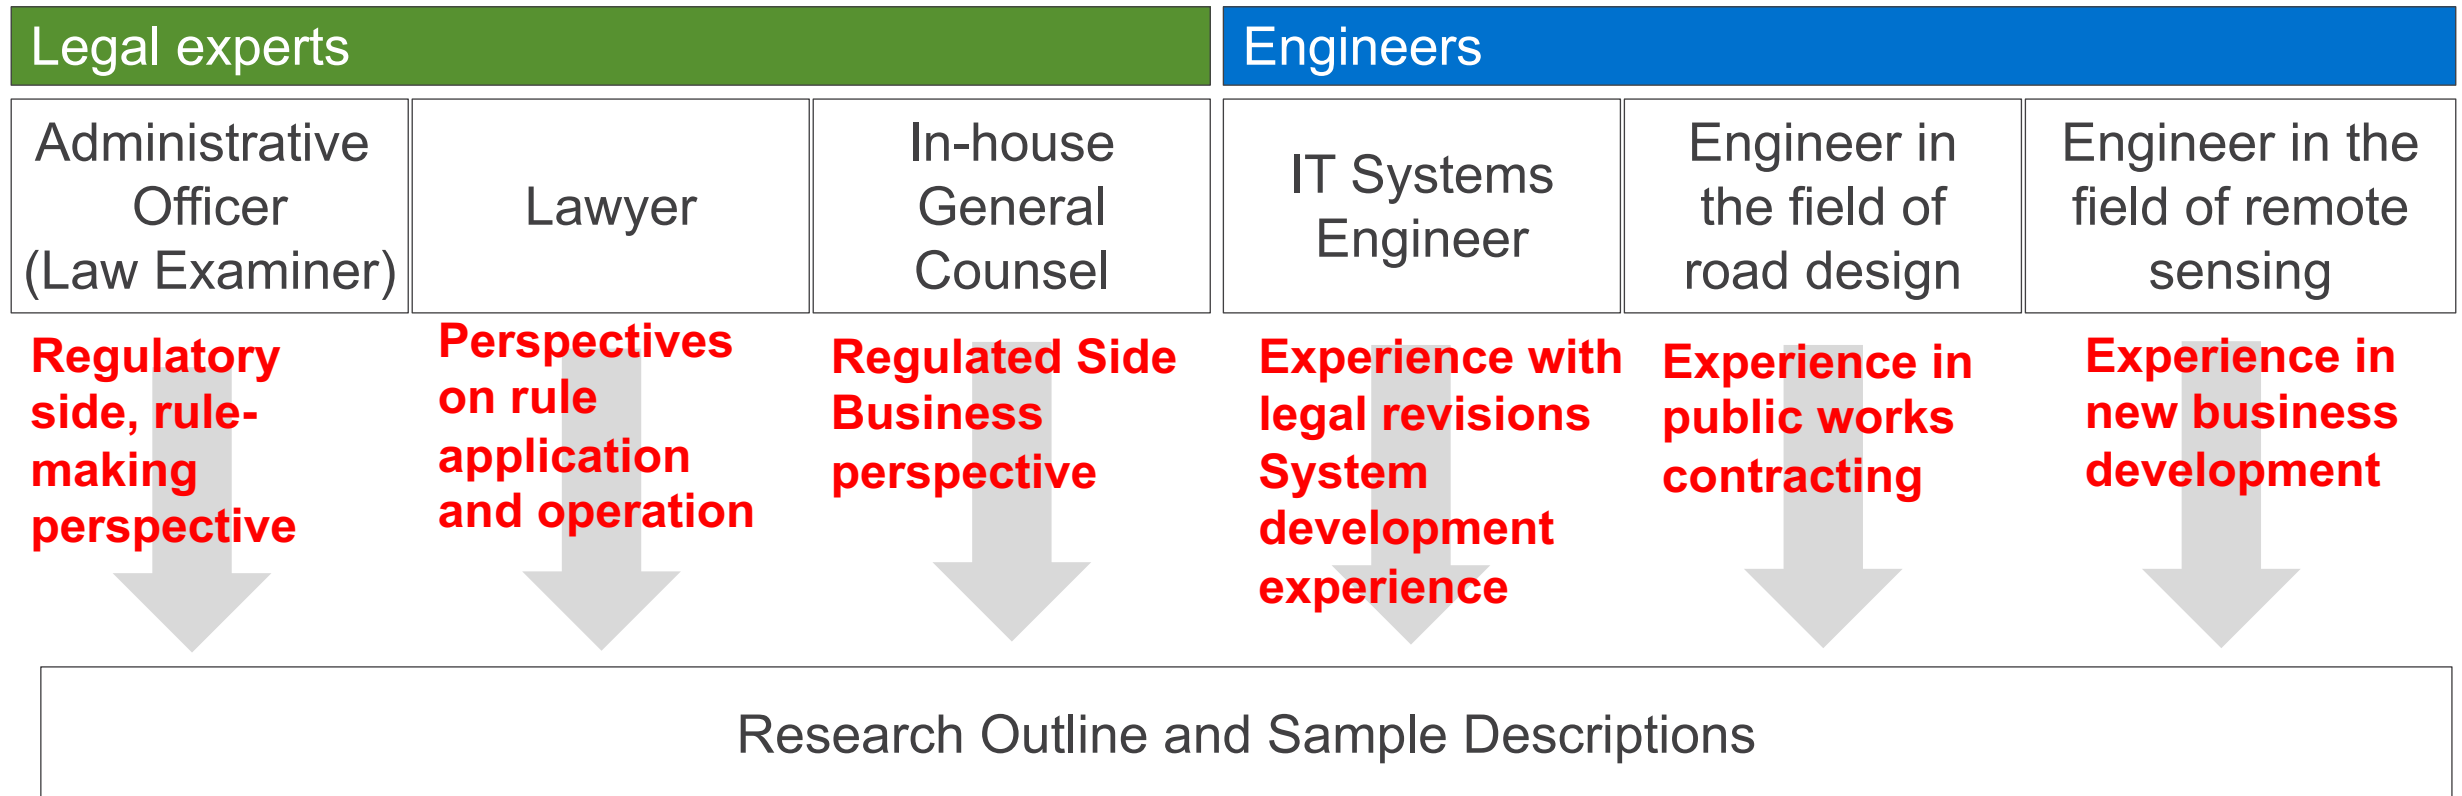 Legal experts
Engineers
Administrative
Officer
(Law Examiner)
Lawyer
In-house
General
Counsel
IT Systems
Engineer
Engineer in
the field of
road design
Engineer in the
field of remote
sensing
Regulatory
side, rule-
making
perspective
Perspectives
on rule
application
and operation
Regulated Side
Business
perspective
Experience with
legal revisions
System
development
experience
Experience in
public works
contracting
Experience in
new business
development
Research Outline and Sample Descriptions